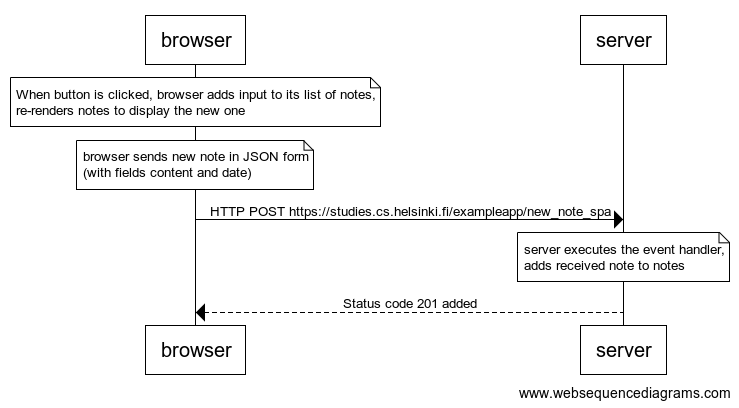 browser
server
When button is clicked, browser adds input to its list of notes,
re-renders notes to display the new one
browser sends new note in JSON form
(with fields content and date)
HTTP POST https://studies.cs.helsinki.fi/exampleapp/new_note_spa
server executes the event handler,
adds received note to notes
Status code 201 added
browser
server
www.websequencediagrams.com